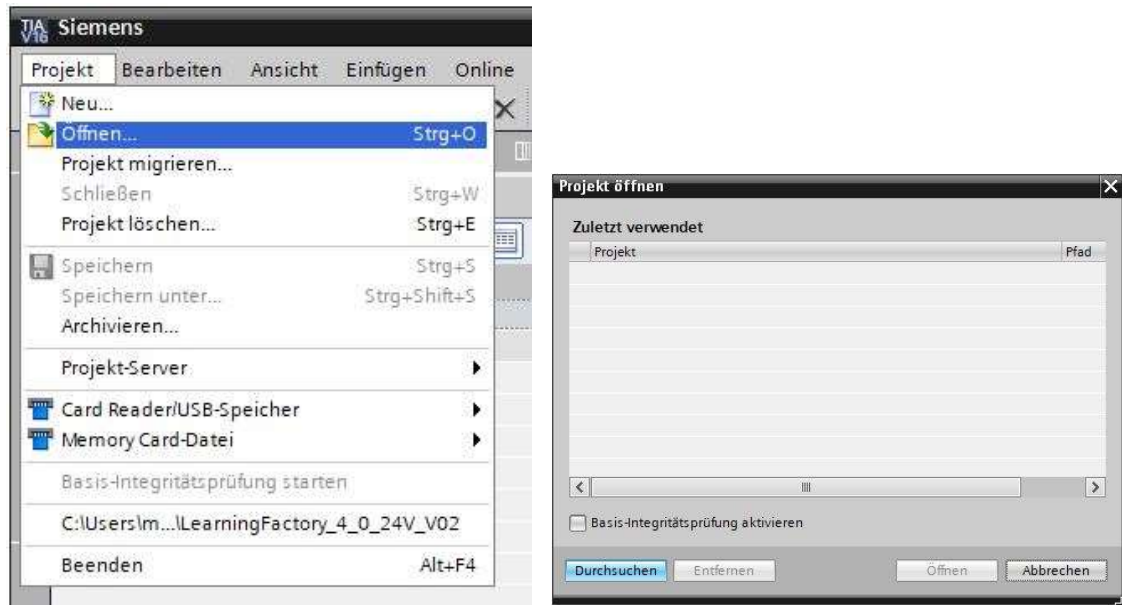 TIA V16 Siemens
Projekt Bearbeiten Ansicht Einfügen Online
Neu...
Öffnen... Strg+O
Projekt migrieren...
Schließen Strg+W
Projekt löschen... Strg+E
Speichern Strg+S
Speichern unter... Strg+Shift+S
Archivieren...
Projekt-Server
Card Reader/USB-Speicher
Memory Card-Datei
Basis-Integritätsprüfung starten
C:\Users\m...\LearningFactory_4_0_24V_V02
Beenden Alt+F4
Projekt öffnen
Zuletzt verwendet
Projekt Pfad
Basis-Integritätsprüfung aktivieren
Durchsuchen Entfernen Öffnen Abbrechen